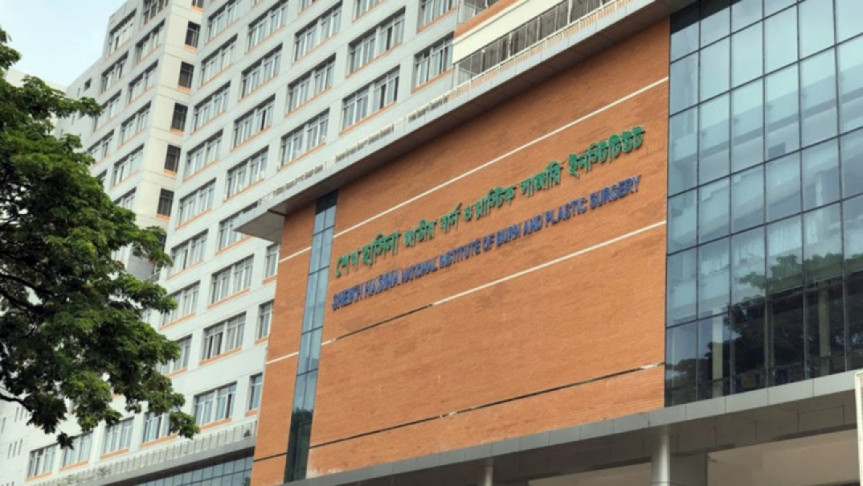 শেখ হাসিনা জাতীয় বার্ন ও প্লাস্টিক সার্জারি ইনস্টিটিউট
SHEIKH HASINA NATIONAL INSTITUTE OF BURN AND PLASTIC SURGERY